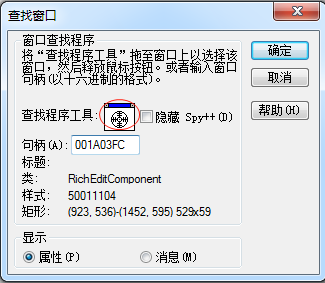 查找窗口
窗口查找程序
将“查找程序工具”拖至窗口上以选择该
窗口，然后释放鼠标按钮。或者输入窗口
句柄(以十六进制的格式)。
确定
取消
帮助(H)
查找程序工具:
隐藏 Spy++(D)
句柄(A): 001A03FC
标题:
类: RichEditComponent
样式: 50011104
矩形: (923, 536)-(1452, 595) 529x59
显示
属性(P)
消息(M)